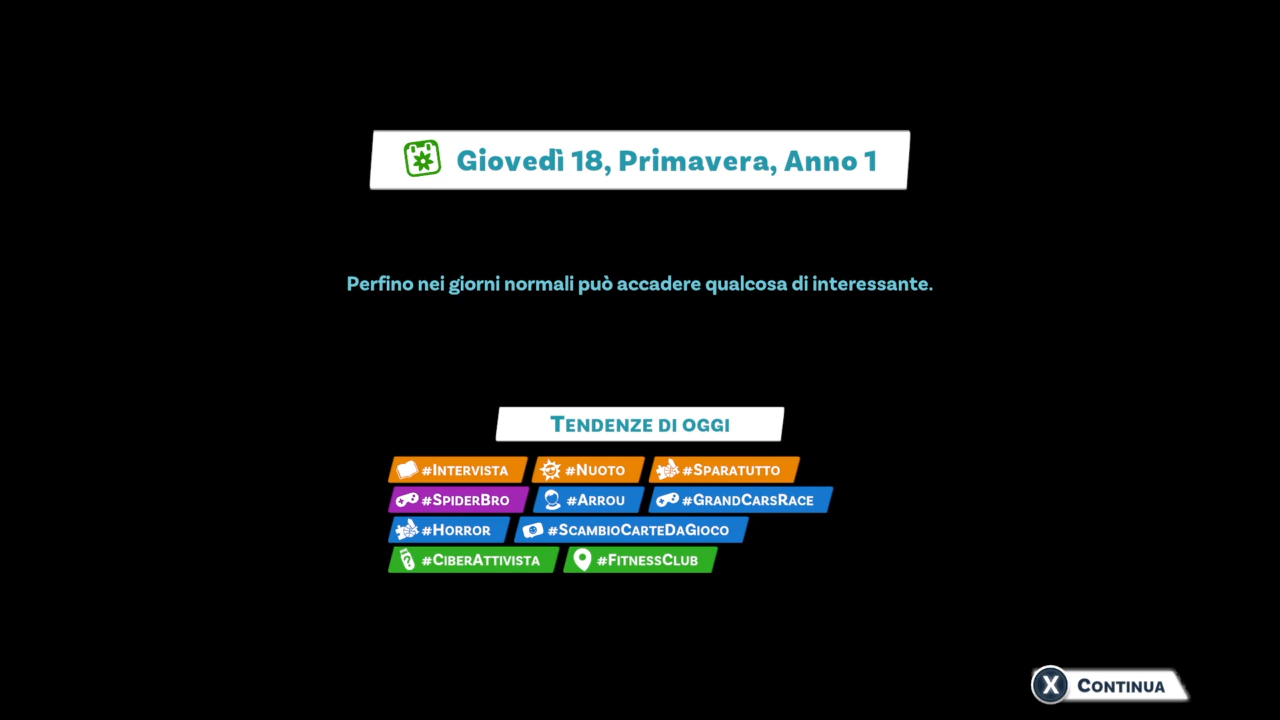 Giovedì 18, Primavera, Anno 1
Perfino nei giorni normali può accadere qualcosa di interessante.
Tendenze di oggi
#Intervista #Nuoto #Sparatutto
#SpiderBro #Arrou #GrandCarsRace
#Horror #ScambioCarteDaGioco
#CiberAttivista #FitnessClub
X Continua